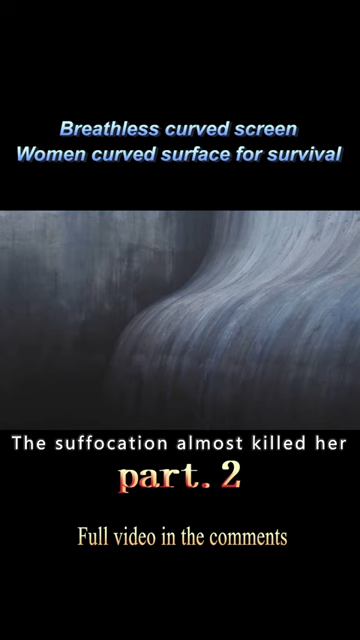 Breathless curved screen
Women curved surface for survival
The suffocation almost killed her
part.2
Full video in the comments